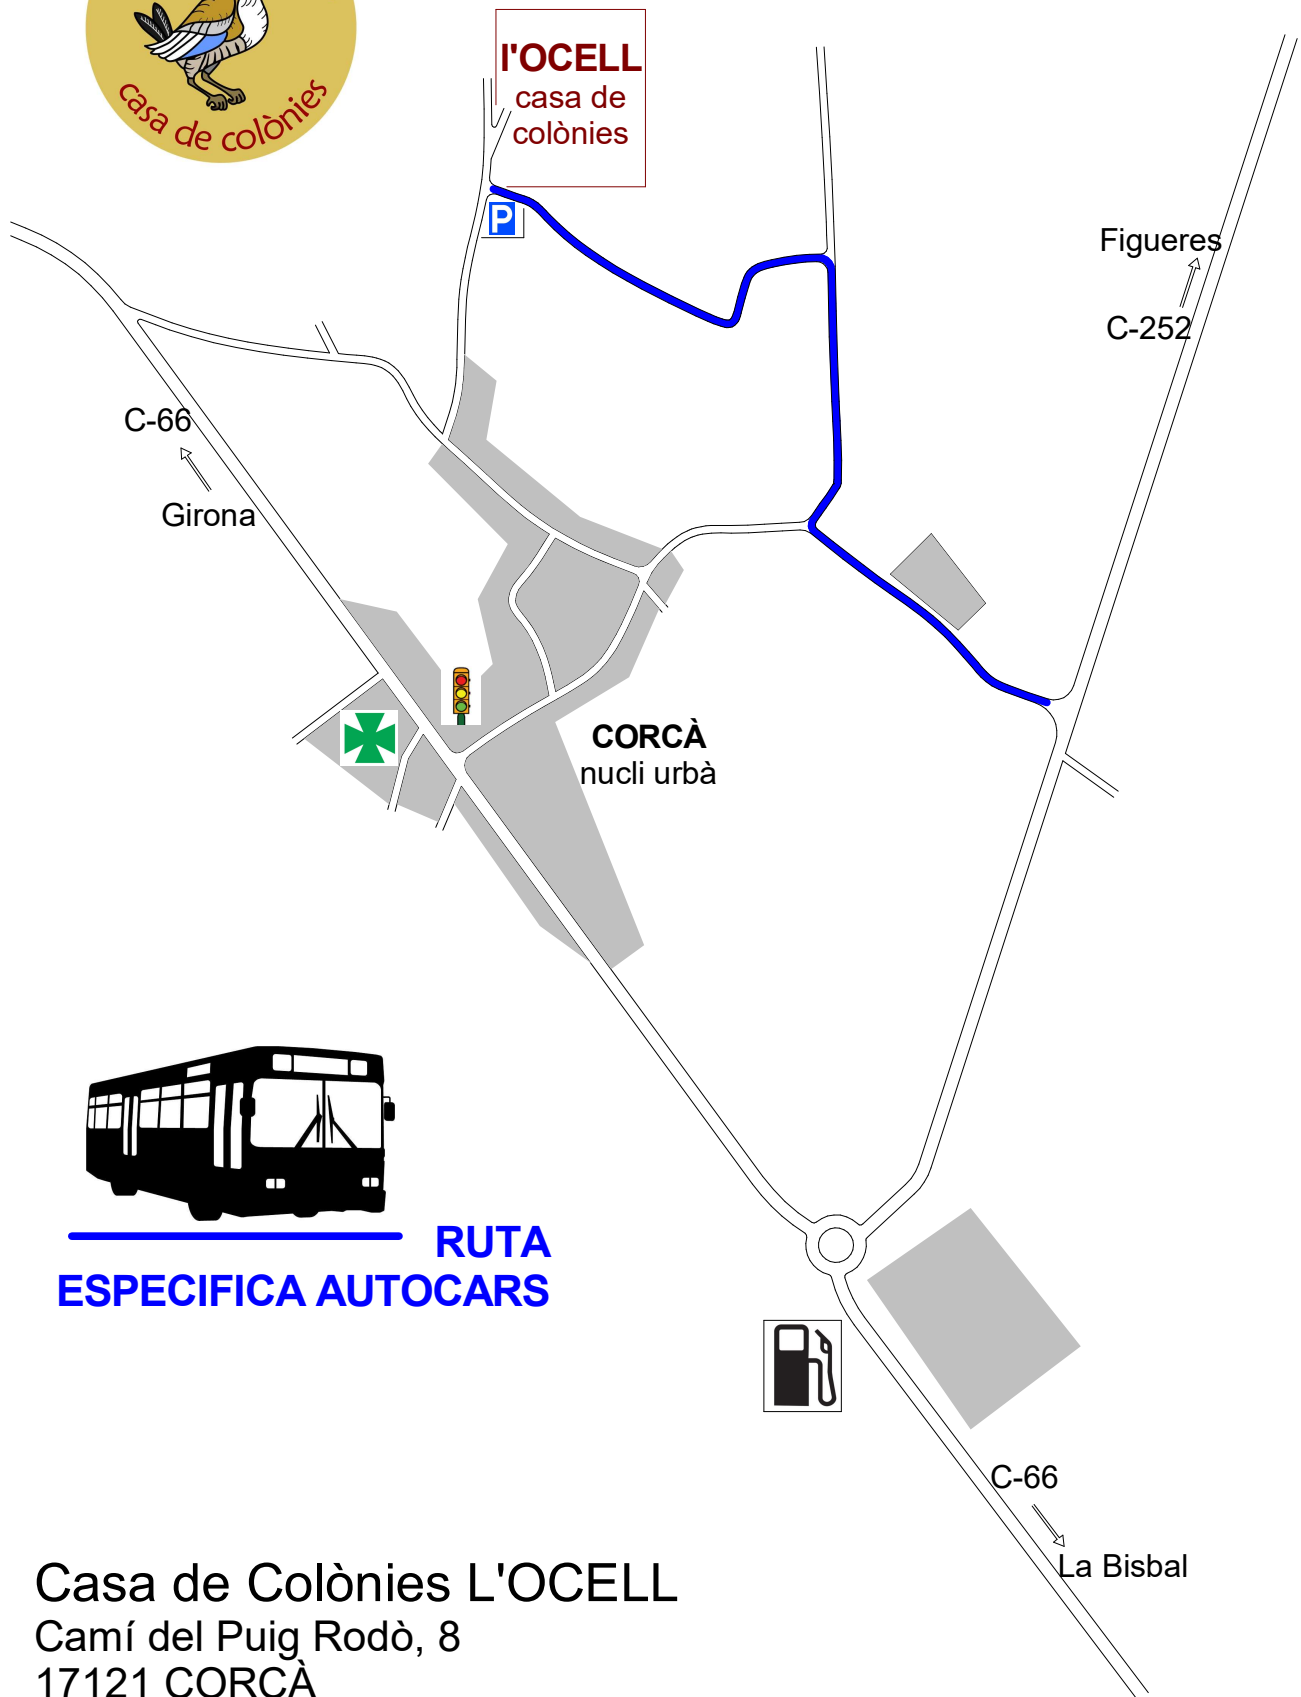 casa de colònies
l'OCELL
casa de
colònies
P
Figueres
C-252
C-66
Girona
CORCÀ
nucli urbà
RUTA
ESPECIFICA AUTOCARS
C-66
La Bisbal
Casa de Colònies L'OCELL
Camí del Puig Rodò, 8
17121 CORÇÀ